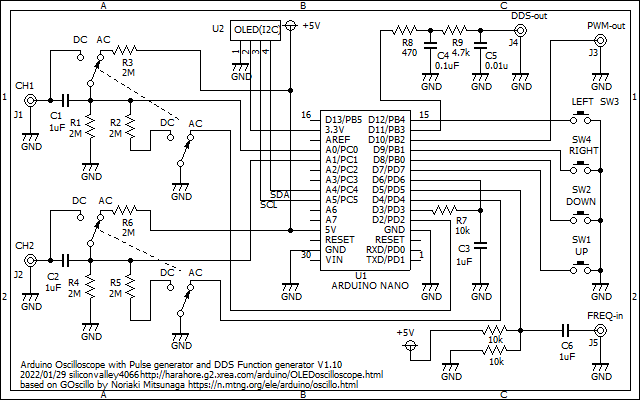 A B C
U2 OLED(I2C) +5V
DDS-out
PWM-out
DC AC
R3
2M
1 2 3 4
GND
R8
470
C4
0.1uF
R9
4.7k
C5
0.01u
J4
GND GND GND
J3
GND
CH1
J1
GND
C1
1uF
R1
2M
R2
2M
GND GND
DC AC
GND
1
16
15
D13/PB5 D12/PB4
3.3V D11/PB3
AREF D10/PB2
A0/PC0 D9/PB1
A1/PC1 D8/PB0
A2/PC2 D7/PD7
A3/PC3 D6/PD6
A4/PC4 D5/PD5
A5/PC5 D4/PD4
A6 D3/PD3
A7 D2/PD2
5V GND
RESET RESET
GND RXD/PD0
VIN TXD/PD1
30
1
SDA
SCL
U1
ARDUINO NANO
GND
GND
LEFT SW3
SW4
RIGHT
SW2
DOWN
SW1
UP
GND
R7
10k
C3
1uF
GND
DC AC
R6
2M
CH2
J2
GND
C2
1uF
R4
2M
R5
2M
GND GND
DC AC
GND
2
+5V
10k
10k
GND
C6
1uF
FREQ-in
J5
GND
Arduino Oscilloscope with Pulse generator and DDS Function generator V1.10
2022/01/29 siliconvalley4066http://harahore.g2.xrea.com/arduino/OLEDoscilloscope.html
based on GOscillo by Noriaki Mitsunaga https://n.mtng.org/ele/arduino/oscillo.html
A B C
1
2